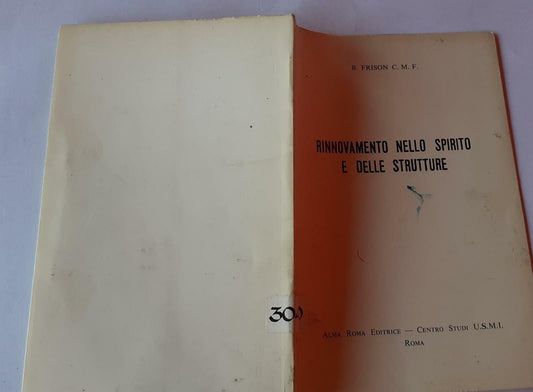 B. FRISON C. M. F.
RINNOVAMENTO NELLO SPIRITO
E DELLE STRUTTURE
30
ALMA ROMA EDITRICE — CENTRO STUDI U.S.M.I.
ROMA